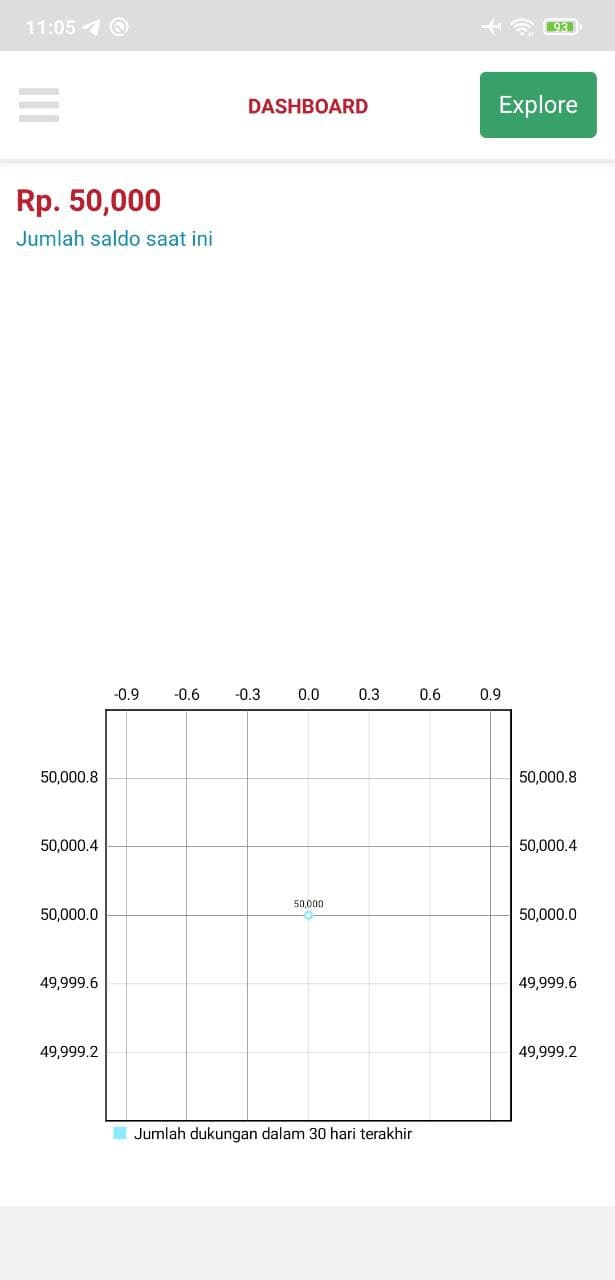 11:05
93
DASHBOARD
Explore
Rp. 50,000
Jumlah saldo saat ini
-0.9 -0.6 -0.3 0.0 0.3 0.6 0.9
50,000.8 50,000.8
50,000.4 50,000.4
50,000
50,000.0 50,000.0
49,999.6 49,999.6
49,999.2 49,999.2
Jumlah dukungan dalam 30 hari terakhir